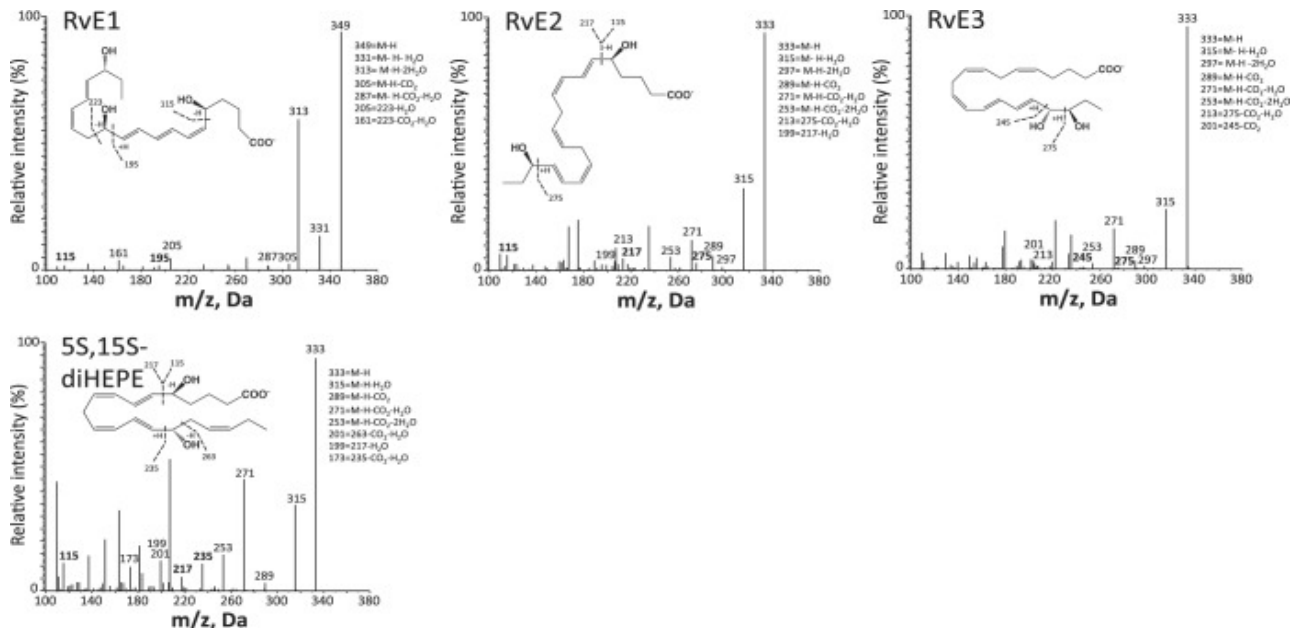 RvE1
Relative intensity (%)
100
0
OH
223
HO
-H
315
OH
+H
+H
195
COO⁻
349
313
331
115
161
195
205
287
305
100 140 180 220 260 300 340 380
m/z, Da
349=M-H
331=M- H- H₂O
313= M-H-2H₂O
305=M-H-CO₂
287=M- H-CO₂-H₂O
205=223-H₂O
161=223-CO₂-H₂O
RvE2
Relative intensity (%)
100
0
217
115
-H
OH
COO⁻
HO
+H
275
333
315
115
199
213
217
253
271
275
289
297
100 140 180 220 260 300 340 380
m/z, Da
333=M-H
315=M- H-H₂O
297= M-H -2H₂O
289=M-H-CO₂
271= M-H-CO₂-H₂O
253=M-H-CO₂-2H₂O
213=275-CO₂-H₂O
199=217-H₂O
RvE3
Relative intensity (%)
100
0
COO⁻
245
+H
HO
+H
OH
275
333
315
201
213
245
253
271
275
289
297
100 140 180 220 260 300 340 380
m/z, Da
333=M-H
315=M- H-H₂O
297=M-H -2H₂O
289=M-H-CO₂
271=M-H-CO₂-H₂O
253=M-H-CO₂-2H₂O
213=275-CO₂-H₂O
201=245-CO₂
5S,15S-
diHEPE
Relative intensity (%)
100
0
217
115
-H
OH
COO⁻
+H
OH
-H
235
263
333
315
271
115
173
199
201
217
235
253
289
100 140 180 220 260 300 340 380
m/z, Da
333=M-H
315=M-H-H₂O
289=M-H-CO₂
271=M-H-CO₂-H₂O
253=M-H-CO₂-2H₂O
201=263-CO₂-H₂O
199=217-H₂O
173=235-CO₂-H₂O